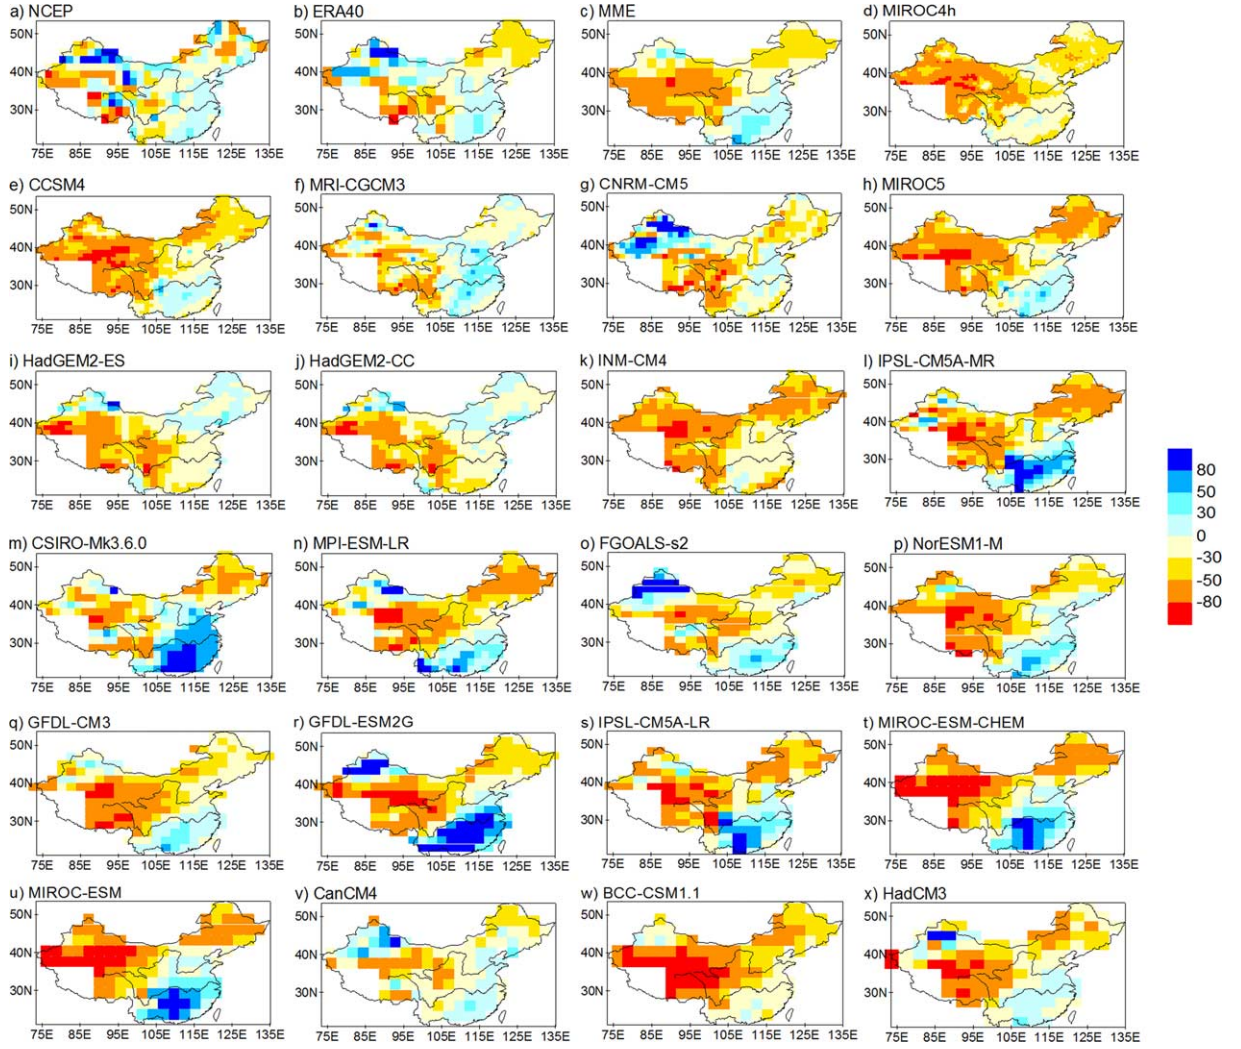 a) NCEP
b) ERA40
c) MME
d) MIROC4h
50N
40N
30N
75E 85E 95E 105E 115E 125E 135E
50N
40N
30N
75E 85E 95E 105E 115E 125E 135E
50N
40N
30N
75E 85E 95E 105E 115E 125E 135E
50N
40N
30N
75E 85E 95E 105E 115E 125E 135E
e) CCSM4
f) MRI-CGCM3
g) CNRM-CM5
h) MIROC5
50N
40N
30N
75E 85E 95E 105E 115E 125E 135E
50N
40N
30N
75E 85E 95E 105E 115E 125E 135E
50N
40N
30N
75E 85E 95E 105E 115E 125E 135E
50N
40N
30N
75E 85E 95E 105E 115E 125E 135E
i) HadGEM2-ES
j) HadGEM2-CC
k) INM-CM4
l) IPSL-CM5A-MR
50N
40N
30N
75E 85E 95E 105E 115E 125E 135E
50N
40N
30N
75E 85E 95E 105E 115E 125E 135E
50N
40N
30N
75E 85E 95E 105E 115E 125E 135E
50N
40N
30N
75E 85E 95E 105E 115E 125E 135E
80
50
30
0
-30
-50
-80
m) CSIRO-Mk3.6.0
n) MPI-ESM-LR
o) FGOALS-s2
p) NorESM1-M
50N
40N
30N
75E 85E 95E 105E 115E 125E 135E
50N
40N
30N
75E 85E 95E 105E 115E 125E 135E
50N
40N
30N
75E 85E 95E 105E 115E 125E 135E
50N
40N
30N
75E 85E 95E 105E 115E 125E 135E
q) GFDL-CM3
r) GFDL-ESM2G
s) IPSL-CM5A-LR
t) MIROC-ESM-CHEM
50N
40N
30N
75E 85E 95E 105E 115E 125E 135E
50N
40N
30N
75E 85E 95E 105E 115E 125E 135E
50N
40N
30N
75E 85E 95E 105E 115E 125E 135E
50N
40N
30N
75E 85E 95E 105E 115E 125E 135E
u) MIROC-ESM
v) CanCM4
w) BCC-CSM1.1
x) HadCM3
50N
40N
30N
75E 85E 95E 105E 115E 125E 135E
50N
40N
30N
75E 85E 95E 105E 115E 125E 135E
50N
40N
30N
75E 85E 95E 105E 115E 125E 135E
50N
40N
30N
75E 85E 95E 105E 115E 125E 135E